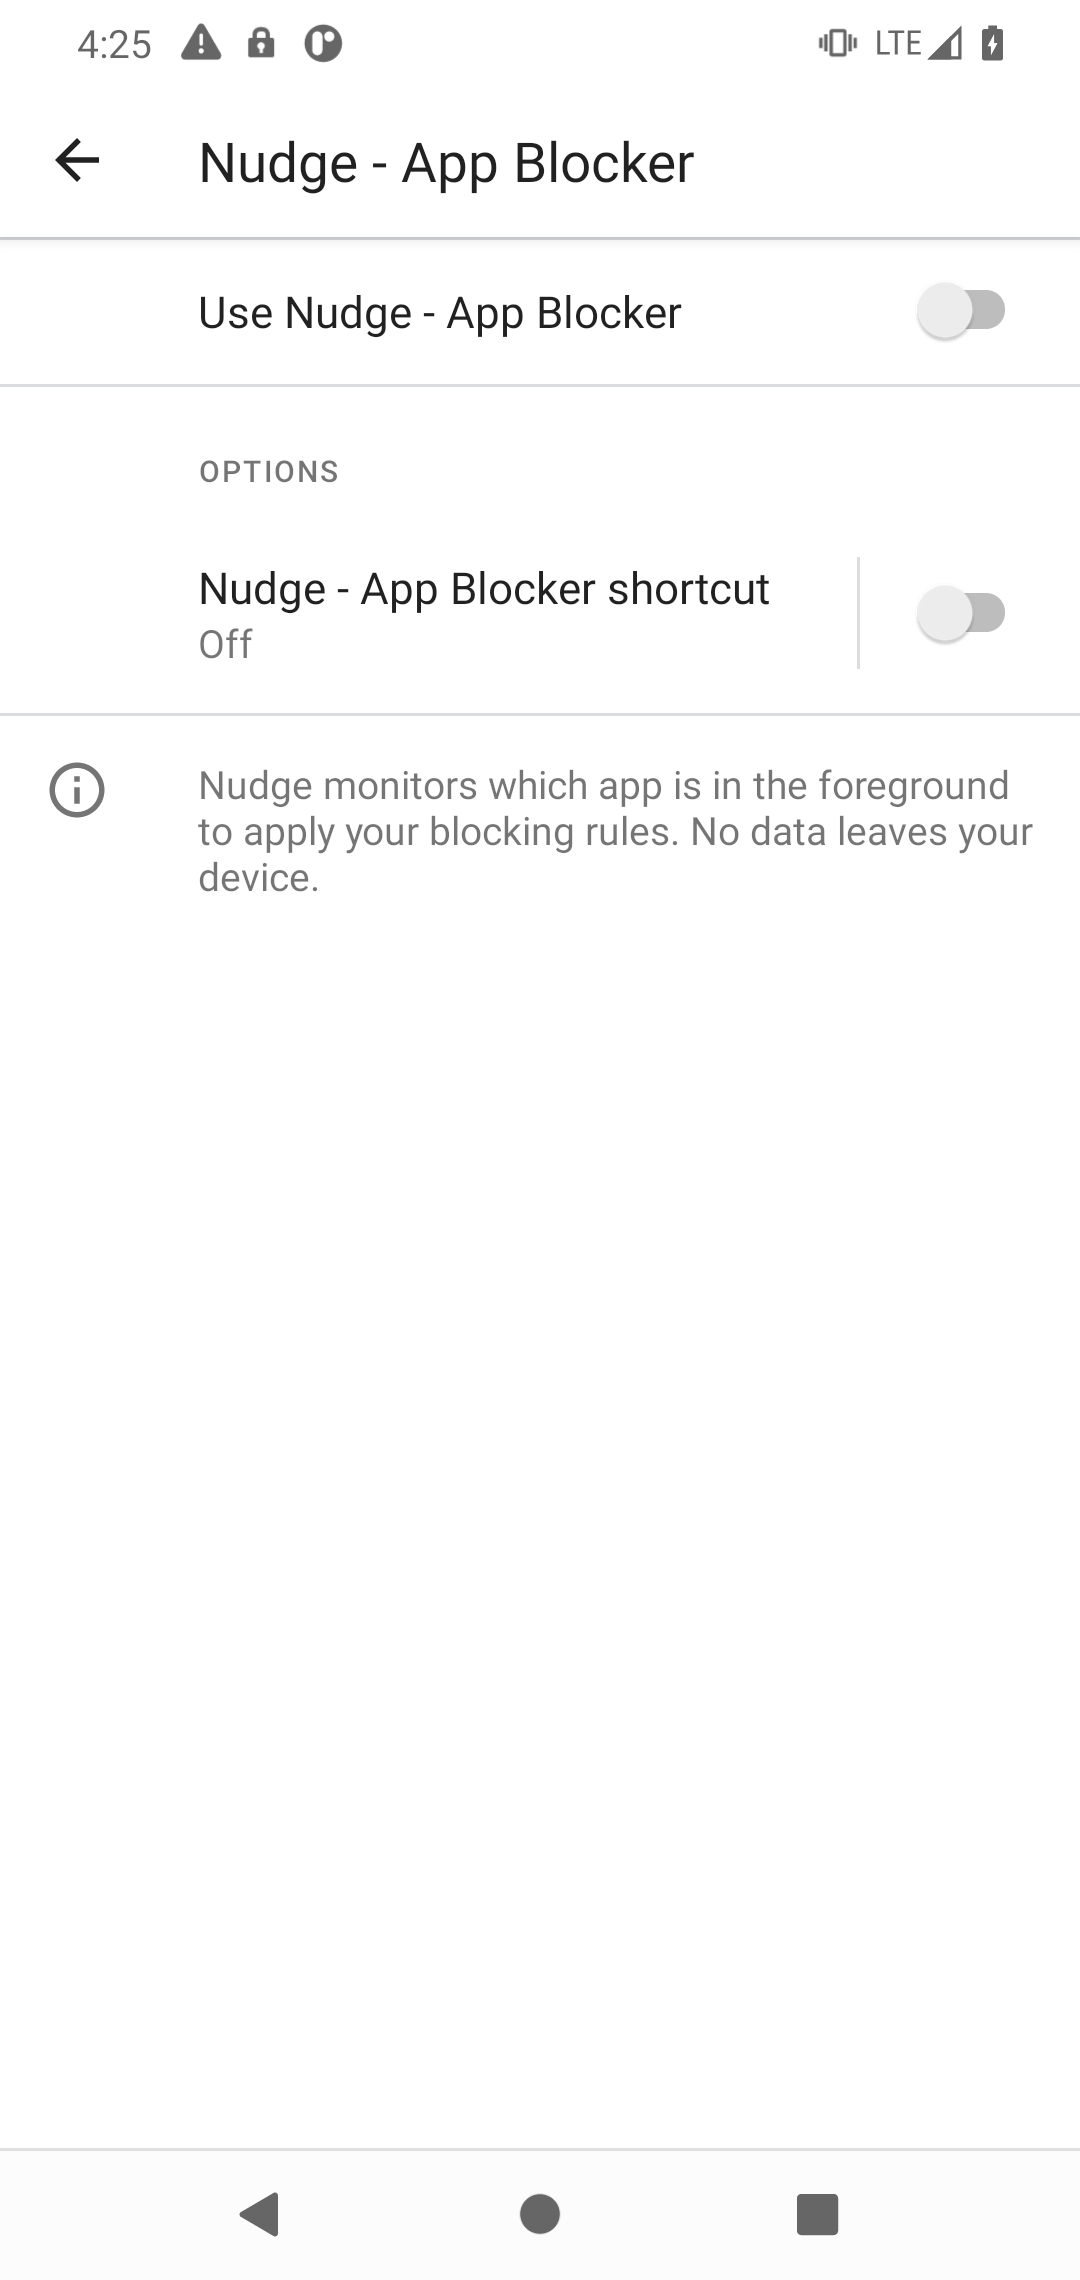 4:25 LTE
Nudge - App Blocker
Use Nudge - App Blocker
OPTIONS
Nudge - App Blocker shortcut
Off
Nudge monitors which app is in the foreground
to apply your blocking rules. No data leaves your
device.